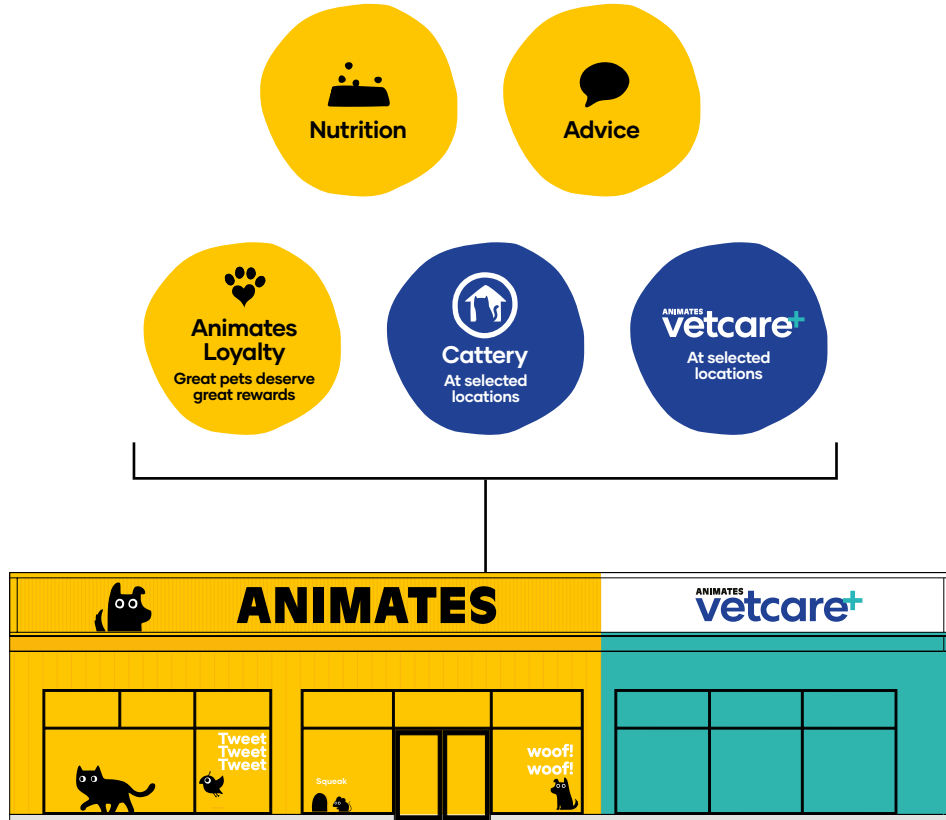 Nutrition
Advice
Animates
Loyalty
Great pets deserve
great rewards
Cattery
At selected
locations
ANIMATES
vetcare+
At selected
locations
ANIMATES
ANIMATES
vetcare+
Tweet
Tweet
Tweet
Squeak
woof!
woof!